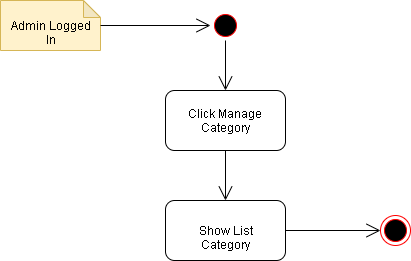 Admin Logged
In
Click Manage
Category
Show List
Category